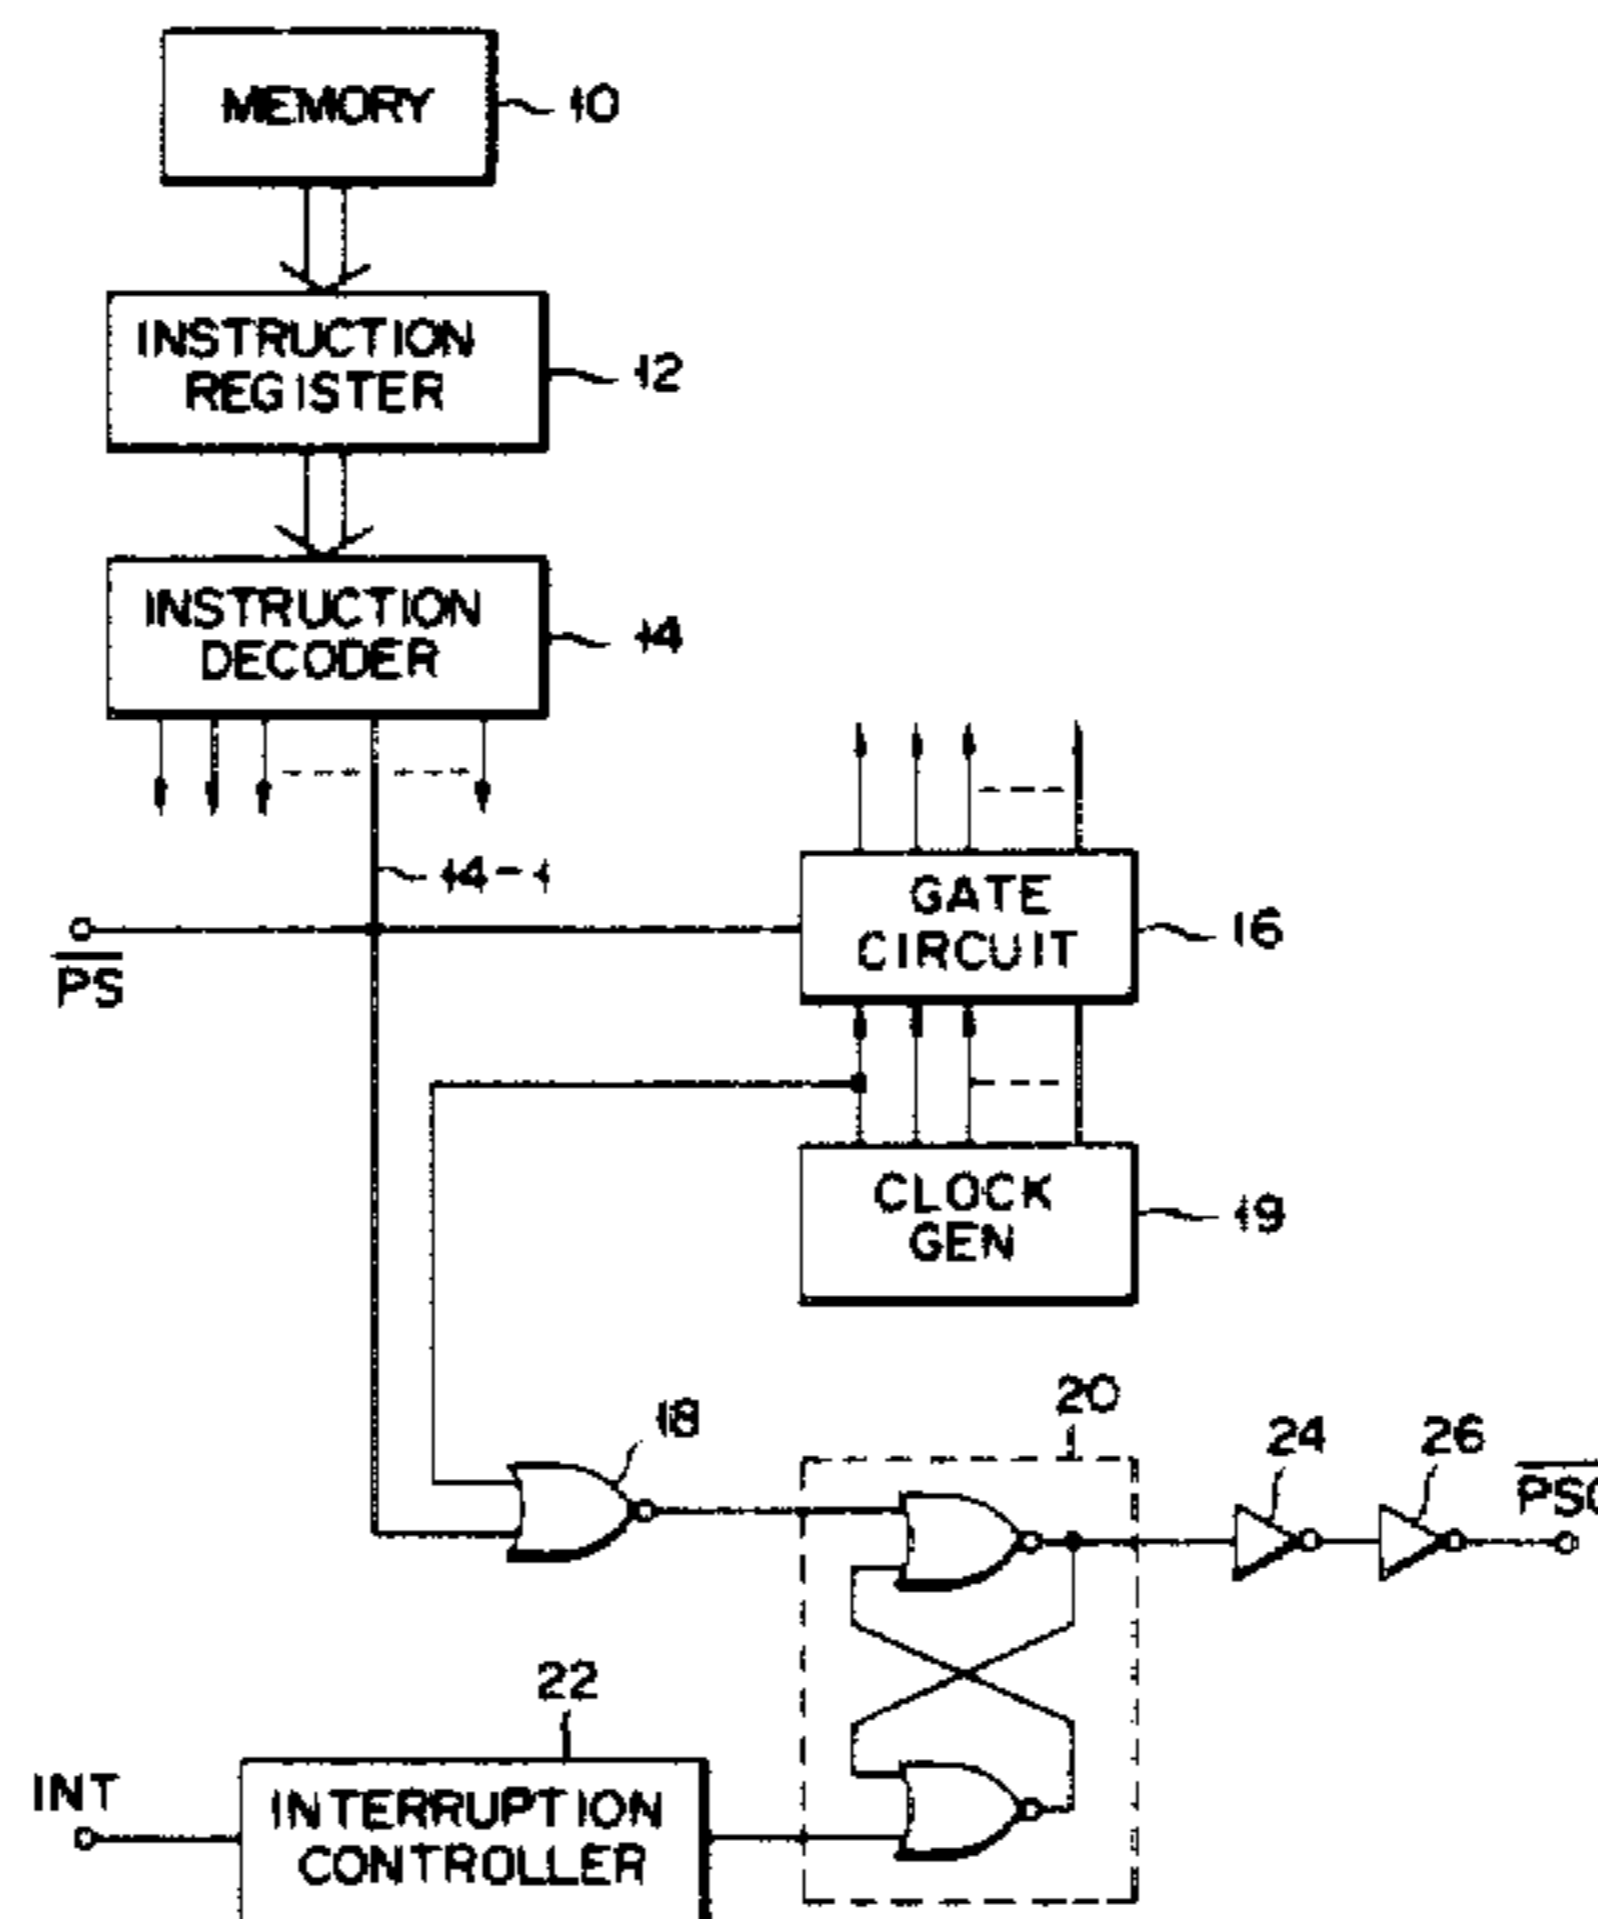 MEMORY
10
INSTRUCTION
REGISTER
12
INSTRUCTION
DECODER
14
14-1
PS
GATE
CIRCUIT
16
CLOCK
GEN
19
18
20
24
26
22
INT
INTERRUPTION
CONTROLLER